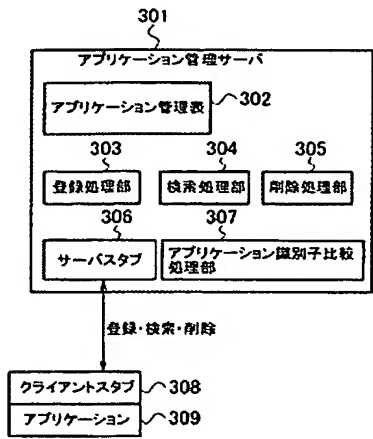 301
アプリケーション管理サーバ
アプリケーション管理表
302
303
304
305
登録処理部
検索処理部
削除処理部
306
307
サーバスタブ
アプリケーション識別子比較
処理部
登録・検索・削除
クライアントスタブ
308
アプリケーション
309